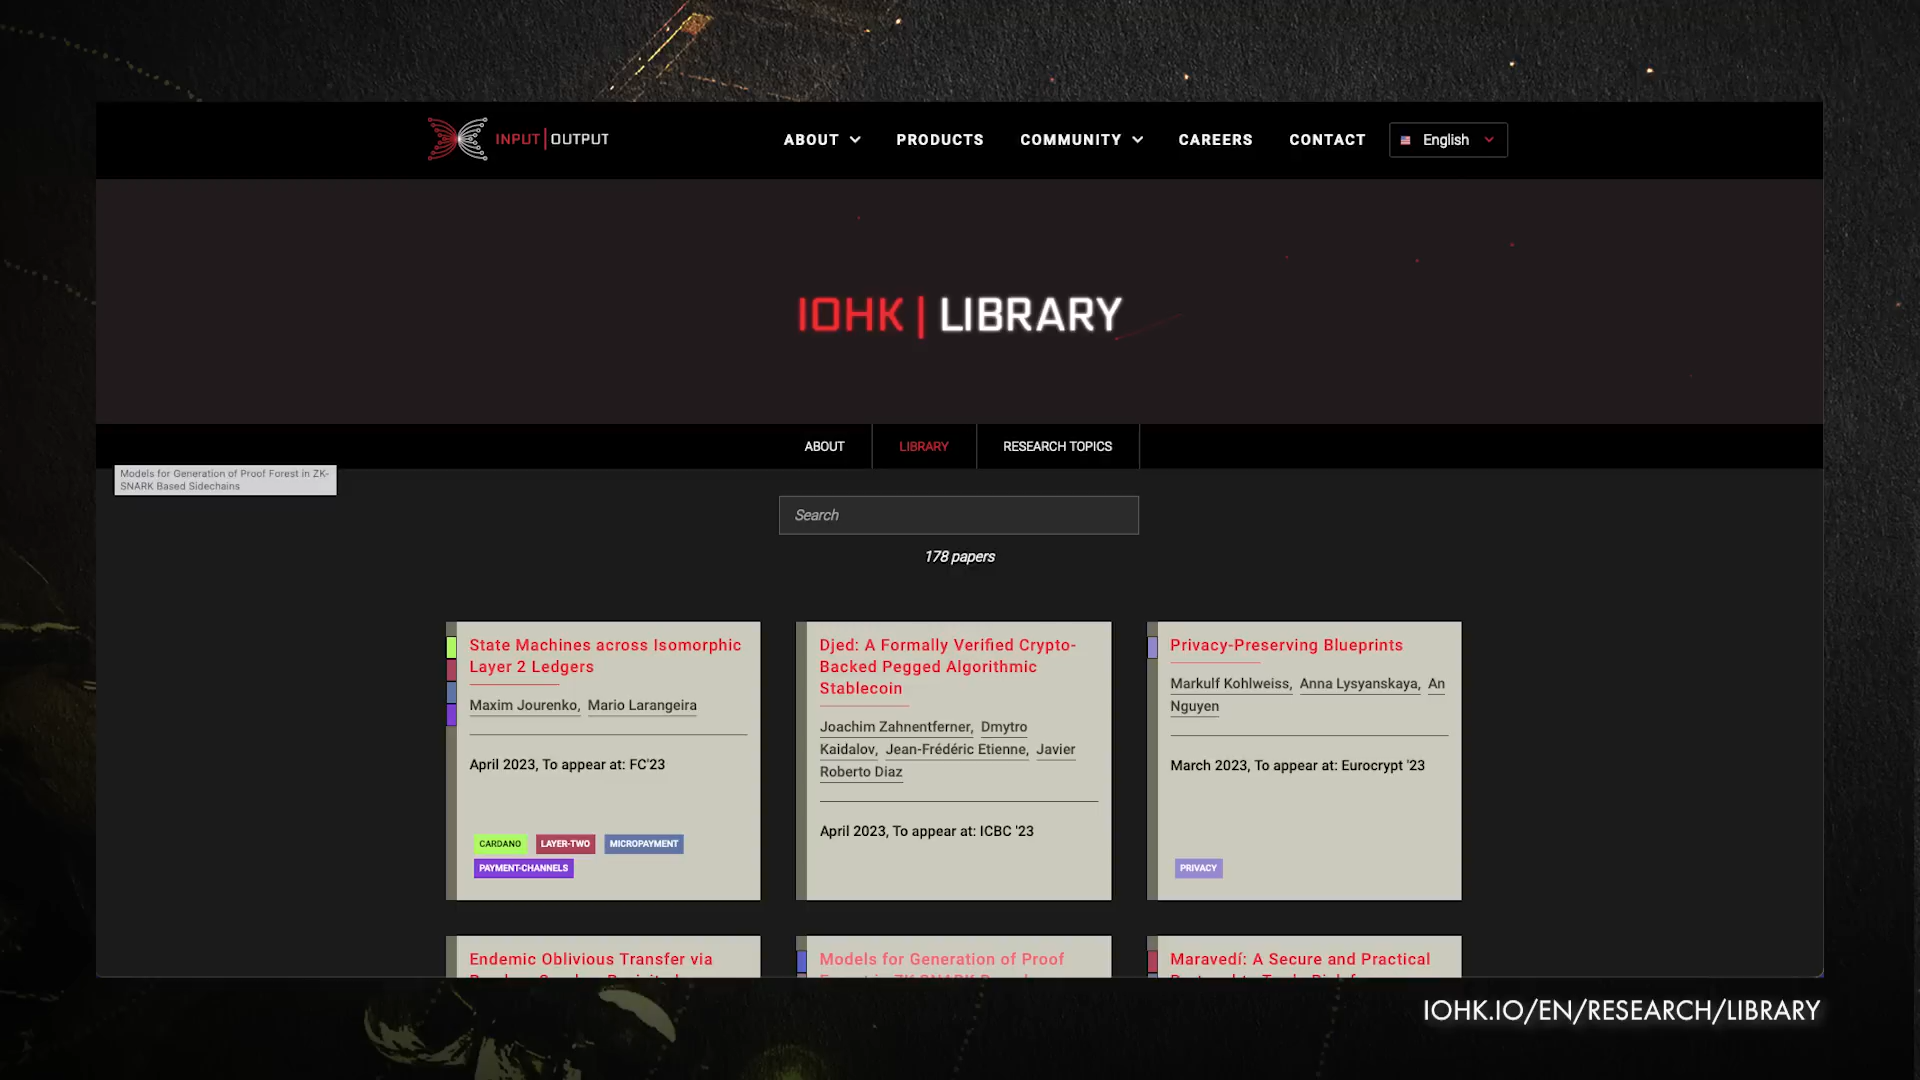 INPUT | OUTPUT
ABOUT
PRODUCTS
COMMUNITY
CAREERS
CONTACT
English
IOHK | LIBRARY
ABOUT
LIBRARY
RESEARCH TOPICS
Models for Generation of Proof Forest in ZK-
SNARK Based Sidechains
Search
178 papers
State Machines across Isomorphic
Layer 2 Ledgers
Maxim Jourenko, Mario Larangeira
April 2023, To appear at: FC'23
CARDANO LAYER-TWO MICROPAYMENT
PAYMENT-CHANNELS
Djed: A Formally Verified Crypto-
Backed Pegged Algorithmic
Stablecoin
Joachim Zahnentferner, Dmytro
Kaidalov, Jean-Frédéric Etienne, Javier
Roberto Diaz
April 2023, To appear at: ICBC '23
Privacy-Preserving Blueprints
Markulf Kohlweiss, Anna Lysyanskaya, An
Nguyen
March 2023, To appear at: Eurocrypt '23
PRIVACY
Endemic Oblivious Transfer via
Models for Generation of Proof
Maravedí: A Secure and Practical
IOHK.IO/EN/RESEARCH/LIBRARY